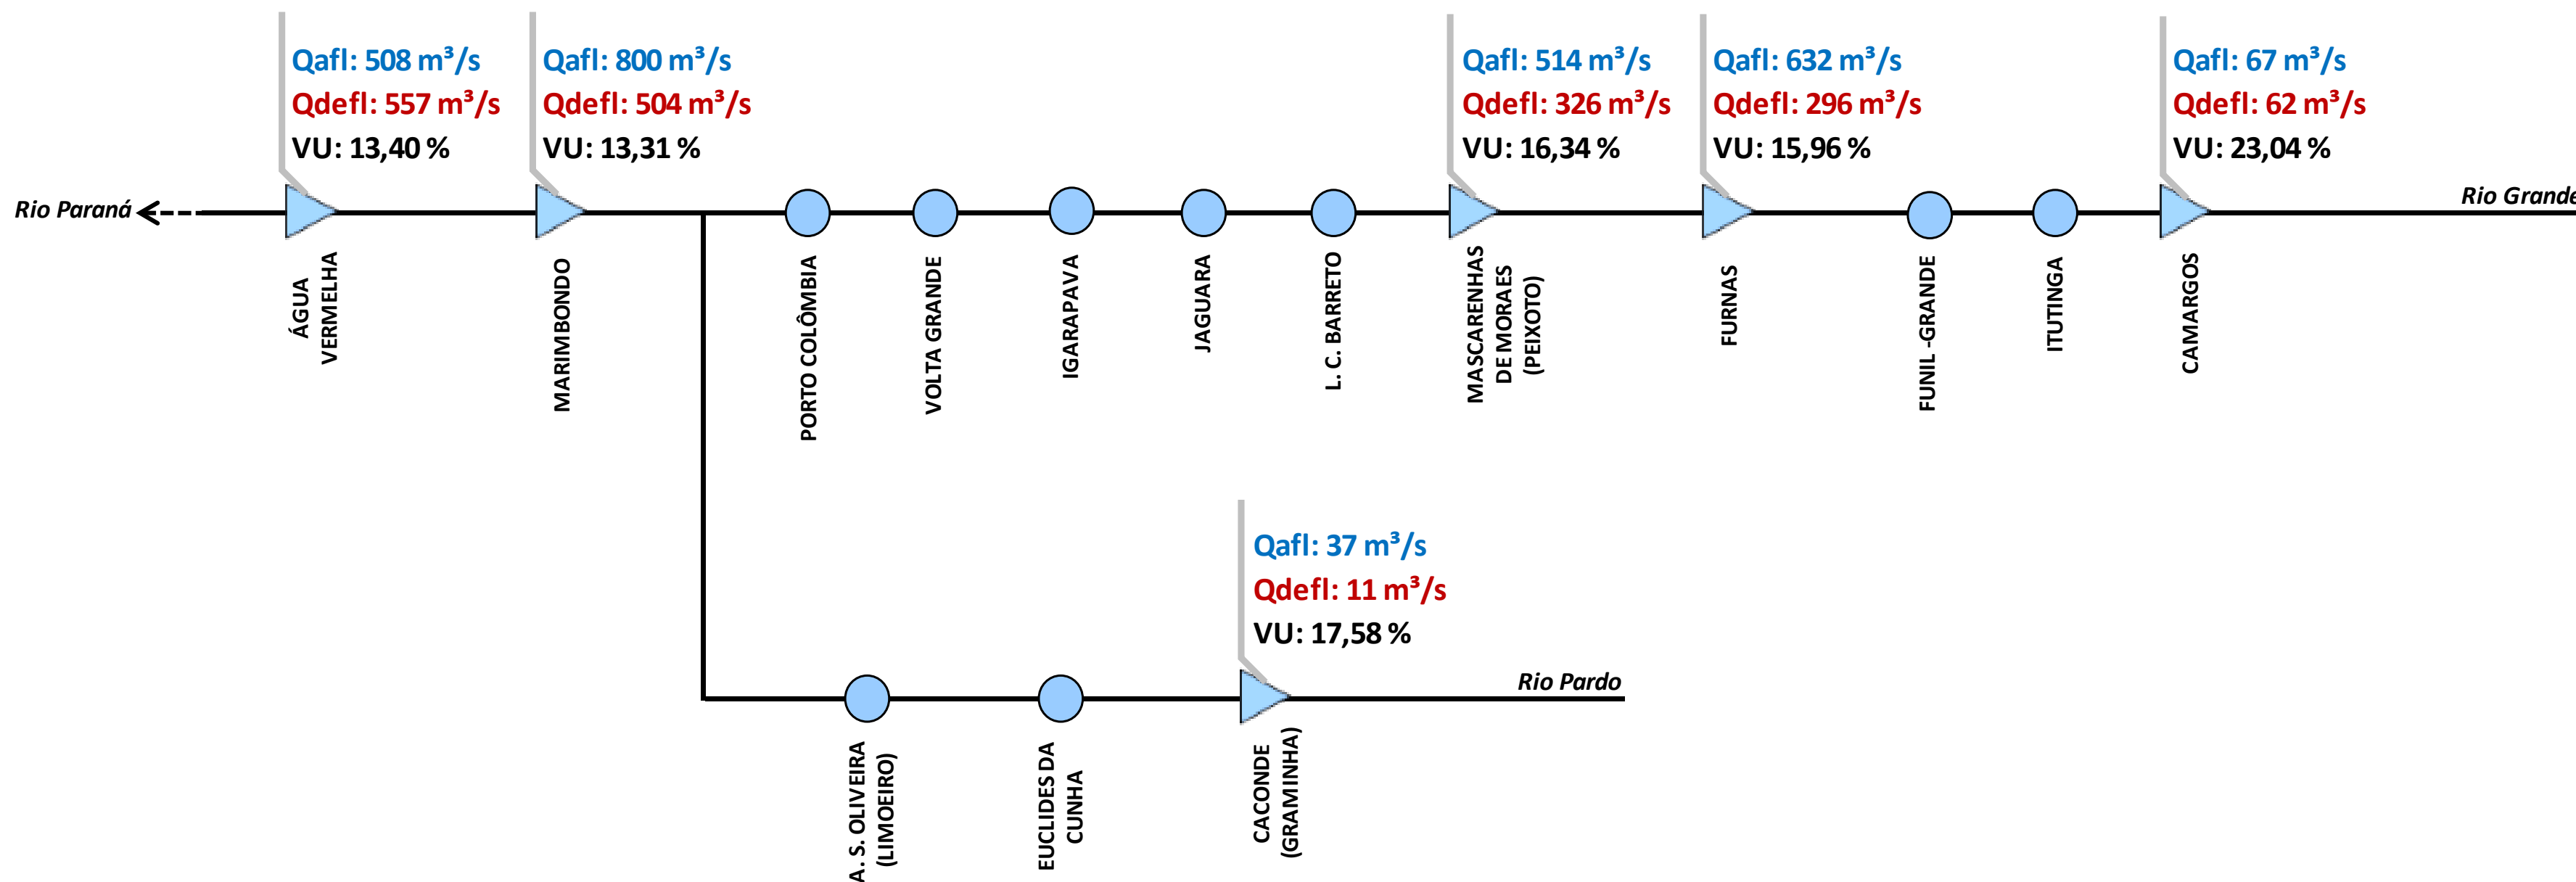 Qafl: 508 m³/s
Qdefl: 557 m³/s
VU: 13,40 %
Qafl: 800 m³/s
Qdefl: 504 m³/s
VU: 13,31 %
Qafl: 514 m³/s
Qdefl: 326 m³/s
VU: 16,34 %
Qafl: 632 m³/s
Qdefl: 296 m³/s
VU: 15,96 %
Qafl: 67 m³/s
Qdefl: 62 m³/s
VU: 23,04 %
Rio Paraná
Rio Grande
ÁGUA
VERMELHA
MARIMBONDO
PORTO COLÔMBIA
VOLTA GRANDE
IGARAPAVA
JAGUARA
L. C. BARRETO
MASCARENHAS
DE MORAES
(PEIXOTO)
FURNAS
FUNIL -GRANDE
ITUTINGA
CAMARGOS
Qafl: 37 m³/s
Qdefl: 11 m³/s
VU: 17,58 %
Rio Pardo
A. S. OLIVEIRA
(LIMOEIRO)
EUCLIDES DA
CUNHA
CACONDE
(GRAMINHA)